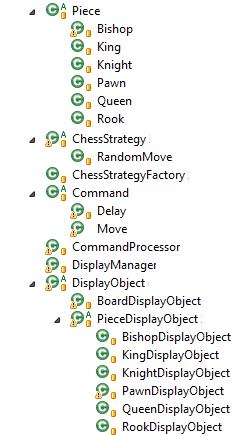 Piece
Bishop
King
Knight
Pawn
Queen
Rook
ChessStrategy
RandomMove
ChessStrategyFactory
Command
Delay
Move
CommandProcessor
DisplayManager
DisplayObject
BoardDisplayObject
PieceDisplayObject
BishopDisplayObject
KingDisplayObject
KnightDisplayObject
PawnDisplayObject
QueenDisplayObject
RookDisplayObject